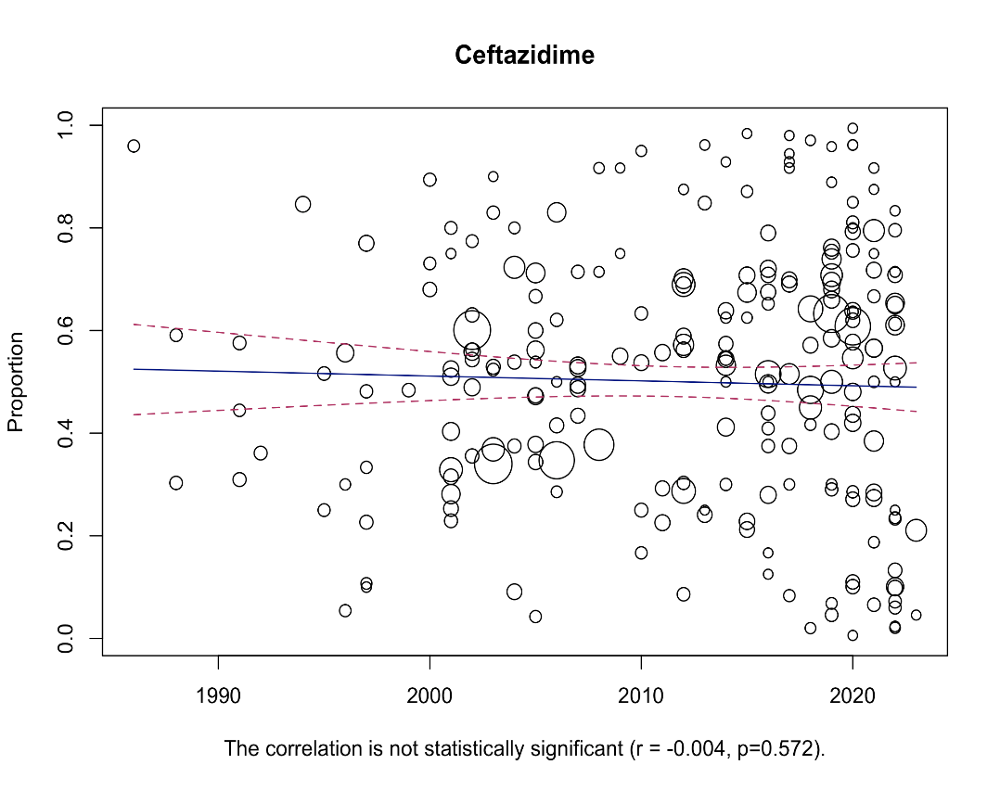 Ceftazidime
Proportion
1.0
0.8
0.6
0.4
0.2
0.0
1990 2000 2010 2020
The correlation is not statistically significant (r = -0.004, p=0.572).